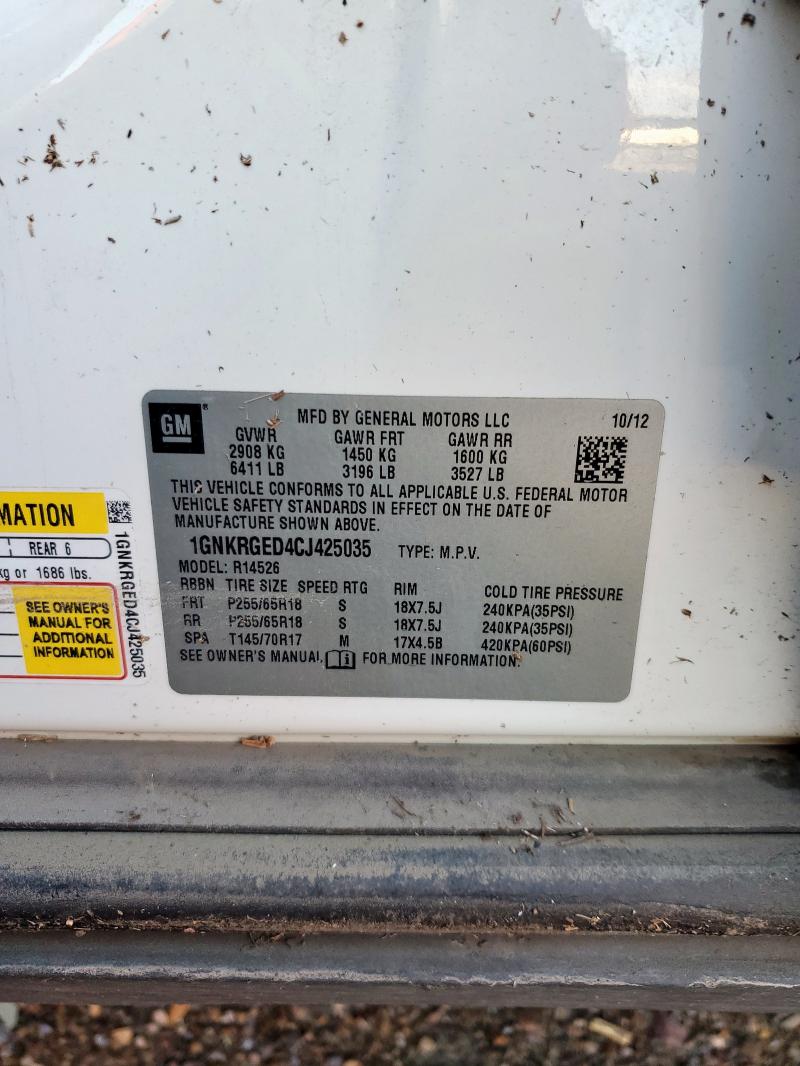 GM
MFD BY GENERAL MOTORS LLC 10/12
GVWR GAWR FRT GAWR RR
2908 KG 1450 KG 1600 KG
6411 LB 3196 LB 3527 LB
THIS VEHICLE CONFORMS TO ALL APPLICABLE U.S. FEDERAL MOTOR
VEHICLE SAFETY STANDARDS IN EFFECT ON THE DATE OF
MANUFACTURE SHOWN ABOVE.
1GNKRGED4CJ425035 TYPE: M.P.V.
MODEL: R14526
RBBN TIRE SIZE SPEED RTG RIM COLD TIRE PRESSURE
FRT P255/65R18 S 18X7.5J 240KPA(35PSI)
RR P255/65R18 S 18X7.5J 240KPA(35PSI)
SPA T145/70R17 M 17X4.5B 420KPA(60PSI)
SEE OWNER'S MANUAL, FOR MORE INFORMATION.
MATION
REAR 6
kg or 1686 lbs.
SEE OWNER'S
MANUAL FOR
ADDITIONAL
INFORMATION
1GNKRGED4CJ425035